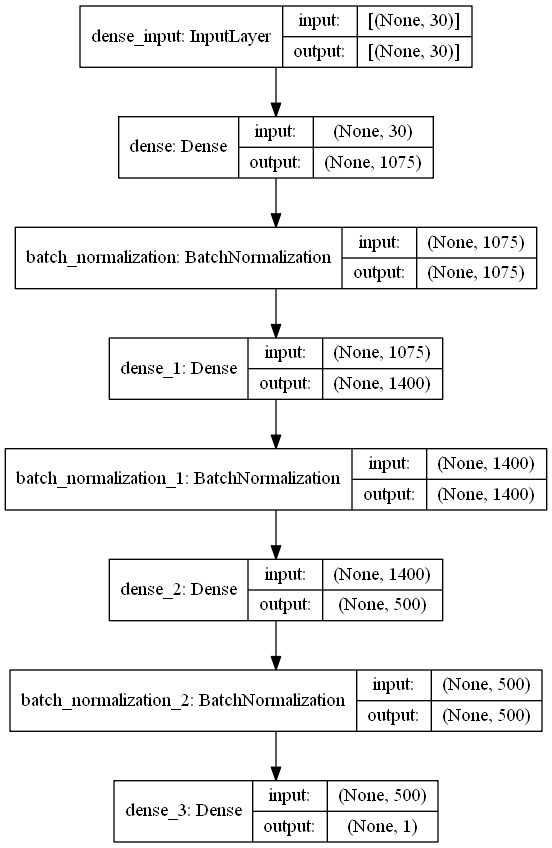 dense_input: InputLayer
input: [(None, 30)]
output: [(None, 30)]
dense: Dense
input: (None, 30)
output: (None, 1075)
batch_normalization: BatchNormalization
input: (None, 1075)
output: (None, 1075)
dense_1: Dense
input: (None, 1075)
output: (None, 1400)
batch_normalization_1: BatchNormalization
input: (None, 1400)
output: (None, 1400)
dense_2: Dense
input: (None, 1400)
output: (None, 500)
batch_normalization_2: BatchNormalization
input: (None, 500)
output: (None, 500)
dense_3: Dense
input: (None, 500)
output: (None, 1)